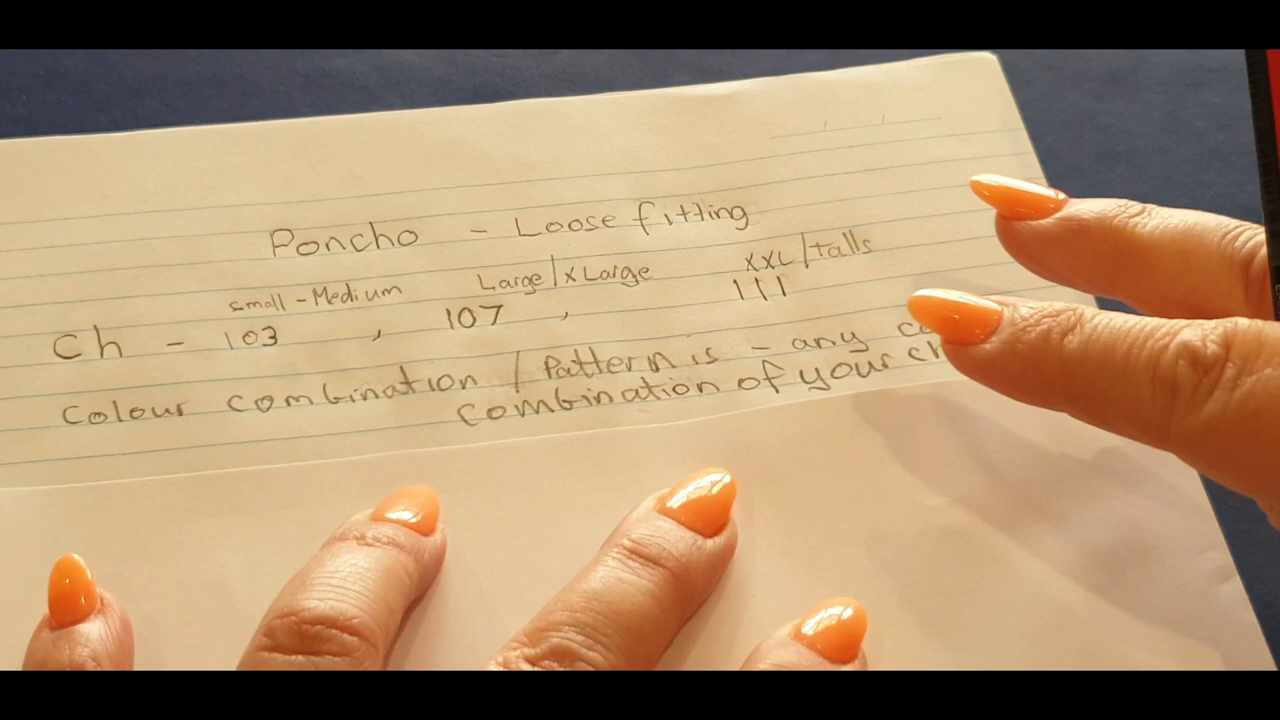 Poncho - Loose fitting
small-Medium Large/xLarge XXL/talls
Ch - 103 , 107 , 111
Colour combination / Pattern is - any
combination of your